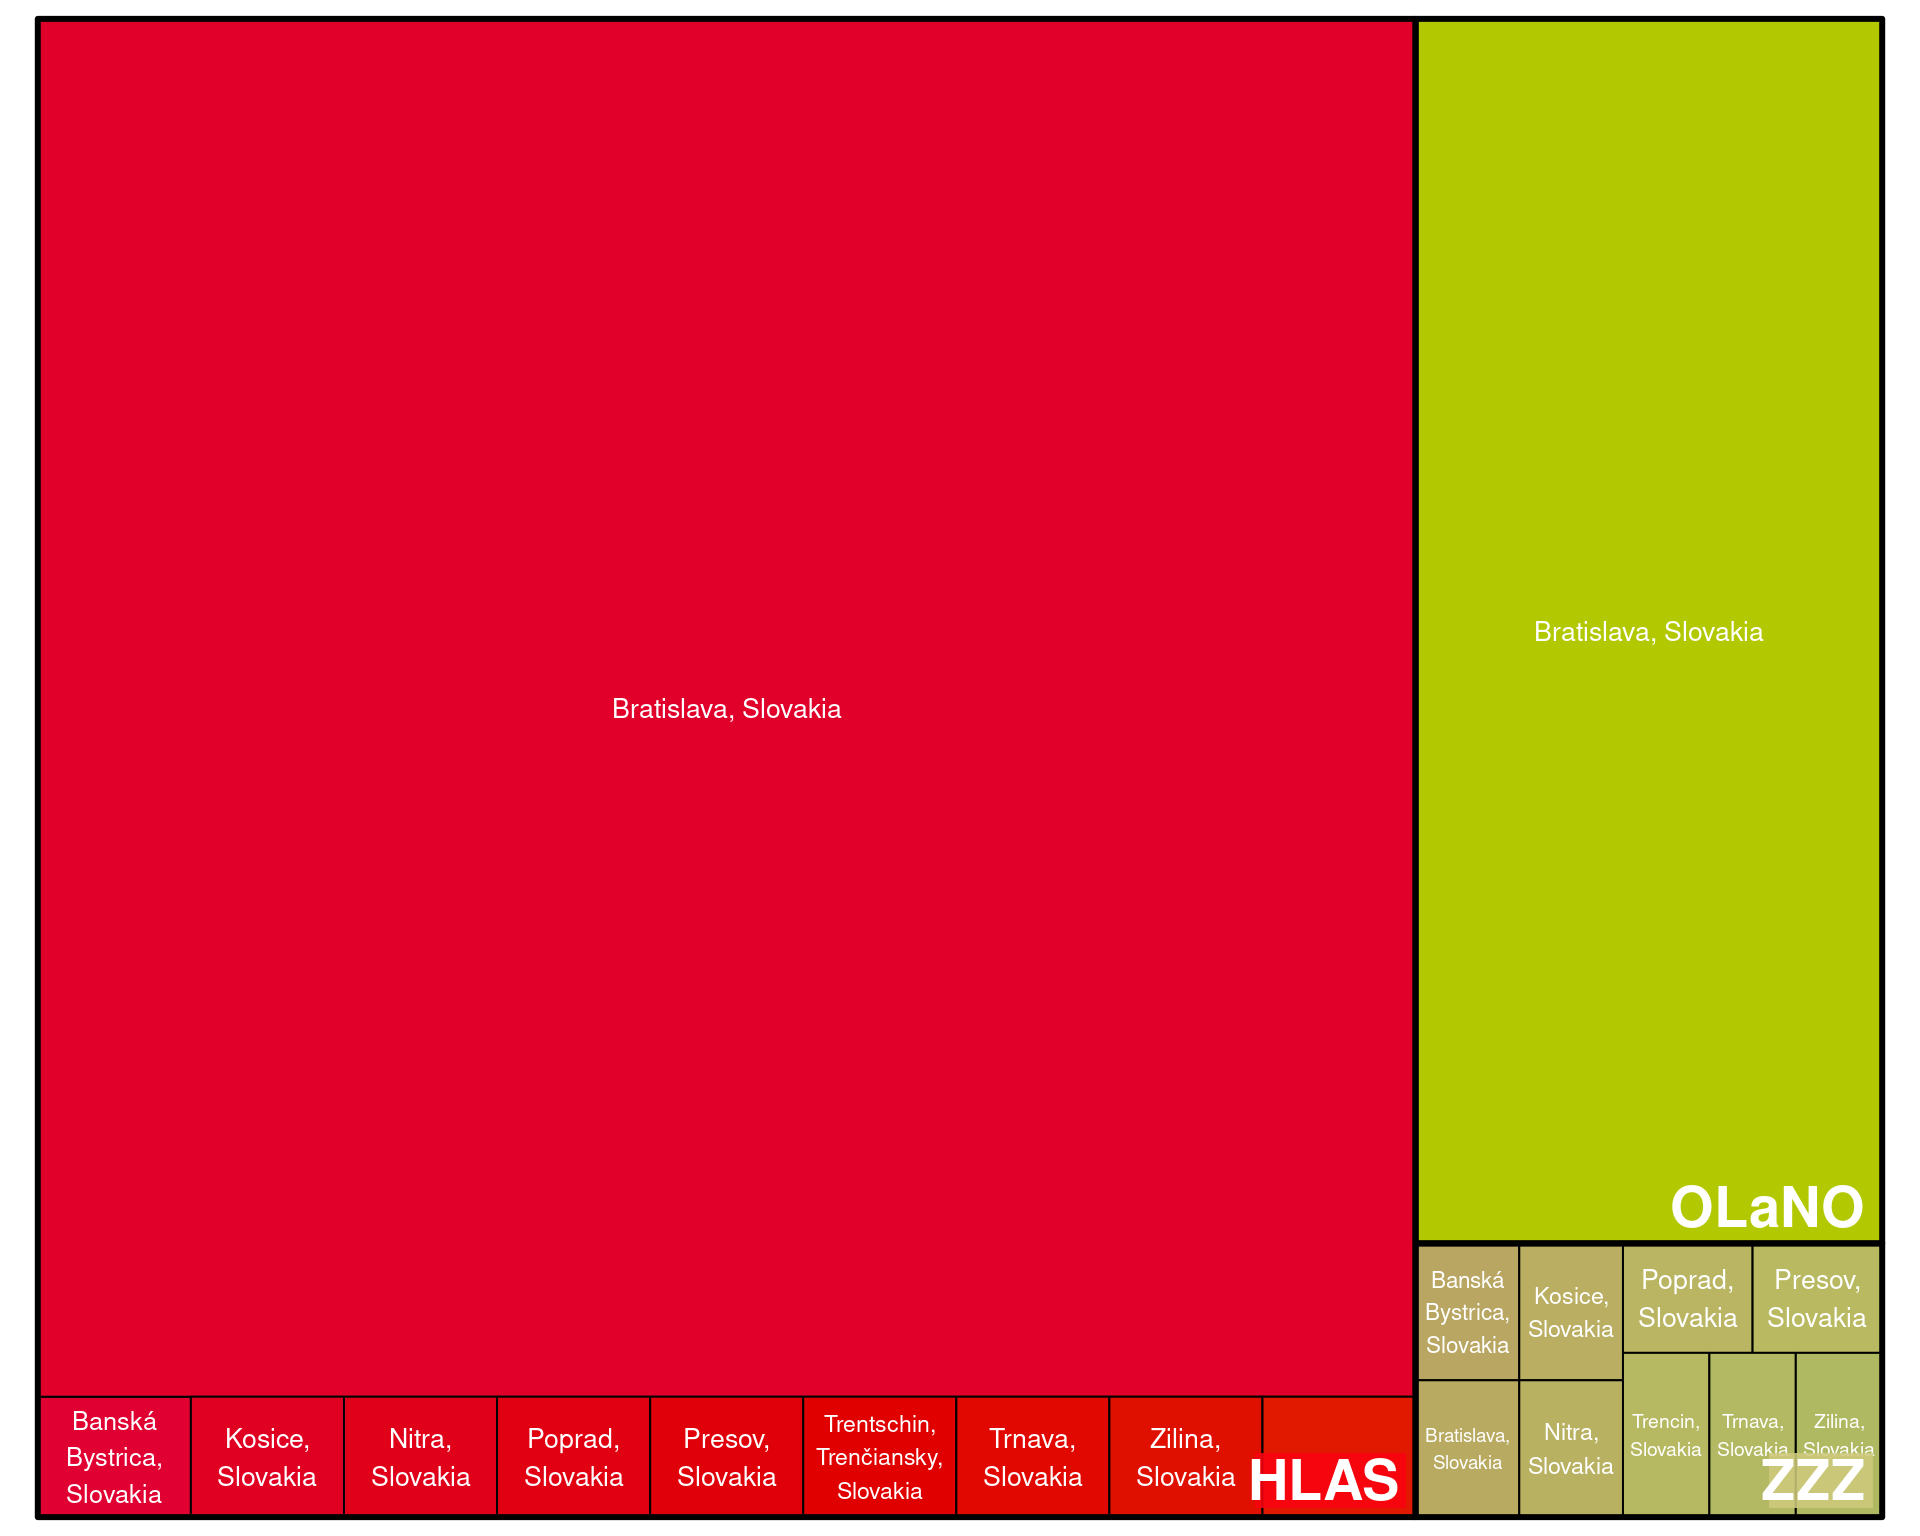 Bratislava, Slovakia
Banská
Bystrica,
Slovakia
Kosice,
Slovakia
Nitra,
Slovakia
Poprad,
Slovakia
Presov,
Slovakia
Trentschin,
Trenčiansky,
Slovakia
Trnava,
Slovakia
Zilina,
Slovakia
HLAS
Bratislava, Slovakia
OLaNO
Banská
Bystrica,
Slovakia
Kosice,
Slovakia
Poprad,
Slovakia
Presov,
Slovakia
Bratislava,
Slovakia
Nitra,
Slovakia
Trencin,
Slovakia
Trnava,
Slovakia
Zilina,
Slovakia
ZZZ